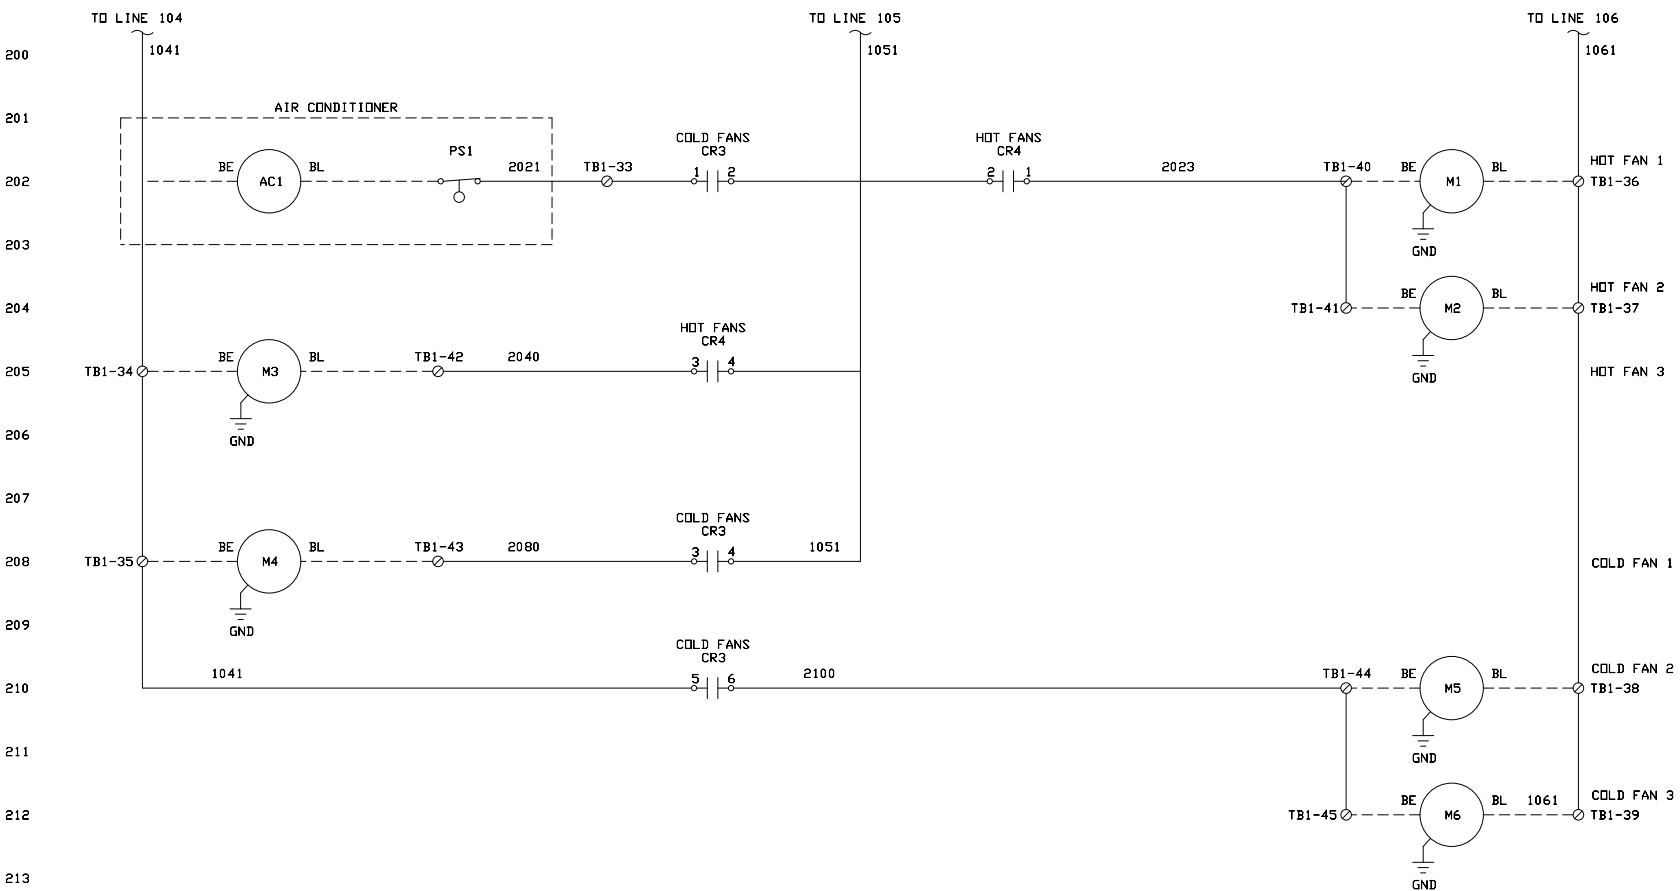 TO LINE 104
TO LINE 105
TO LINE 106
200
1041
1051
1061
201
AIR CONDITIONER
COLD FANS
CR3
HOT FANS
CR4
PS1
202
BE
AC1
BL
2021
TB1-33
1
2
2
1
2023
TB1-40
BE
M1
BL
HOT FAN 1
TB1-36
203
GND
204
TB1-41
BE
M2
BL
HOT FAN 2
TB1-37
HOT FANS
CR4
205
TB1-34
BE
M3
BL
TB1-42
2040
3
4
GND
HOT FAN 3
206
GND
207
COLD FANS
CR3
208
TB1-35
BE
M4
BL
TB1-43
2080
3
4
1051
COLD FAN 1
209
GND
COLD FANS
CR3
210
1041
5
6
2100
TB1-44
BE
M5
BL
COLD FAN 2
TB1-38
211
GND
212
TB1-45
BE
M6
BL
1061
COLD FAN 3
TB1-39
213
GND